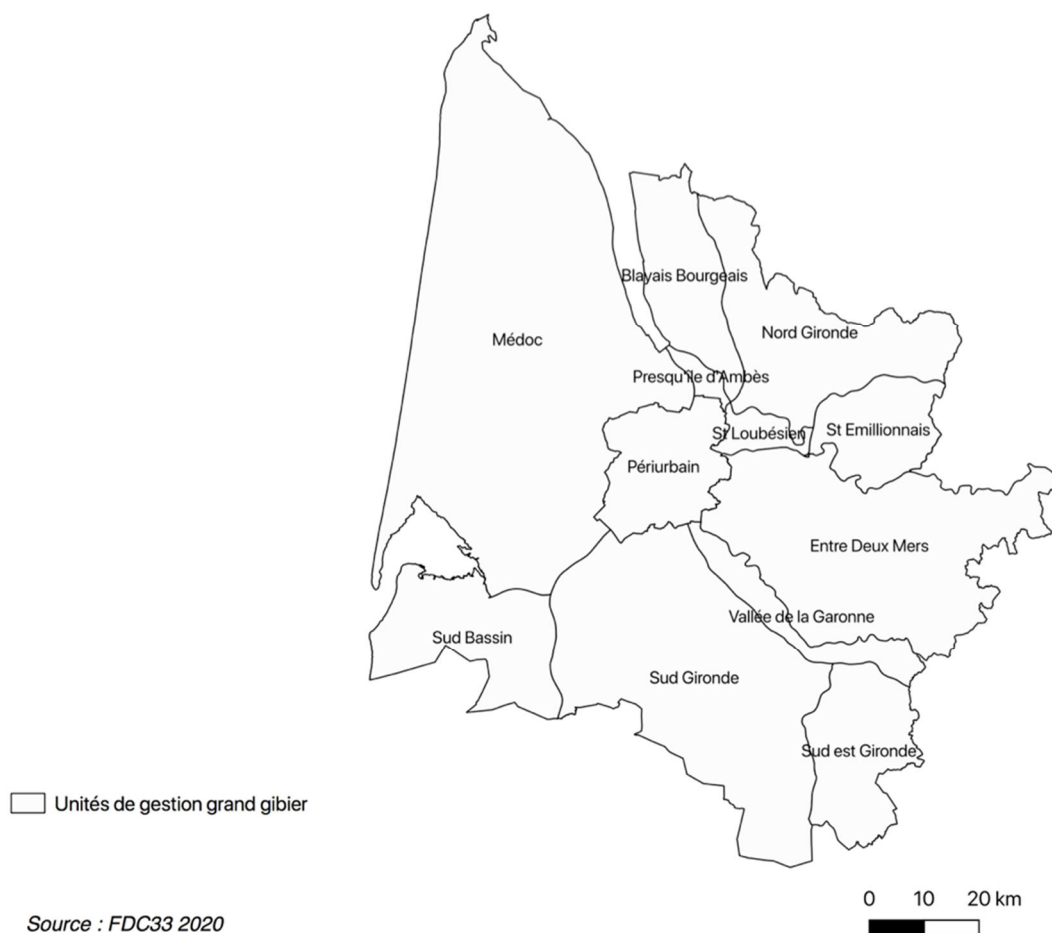 Blayais Bourgeais
Nord Gironde
Médoc
Presqu'île d'Ambès
St Loubésien
St Emillionnais
Périurbain
Entre Deux Mers
Vallée de la Garonne
Sud Bassin
Sud Gironde
Sud est Gironde
Unités de gestion grand gibier
0 10 20 km
Source : FDC33 2020